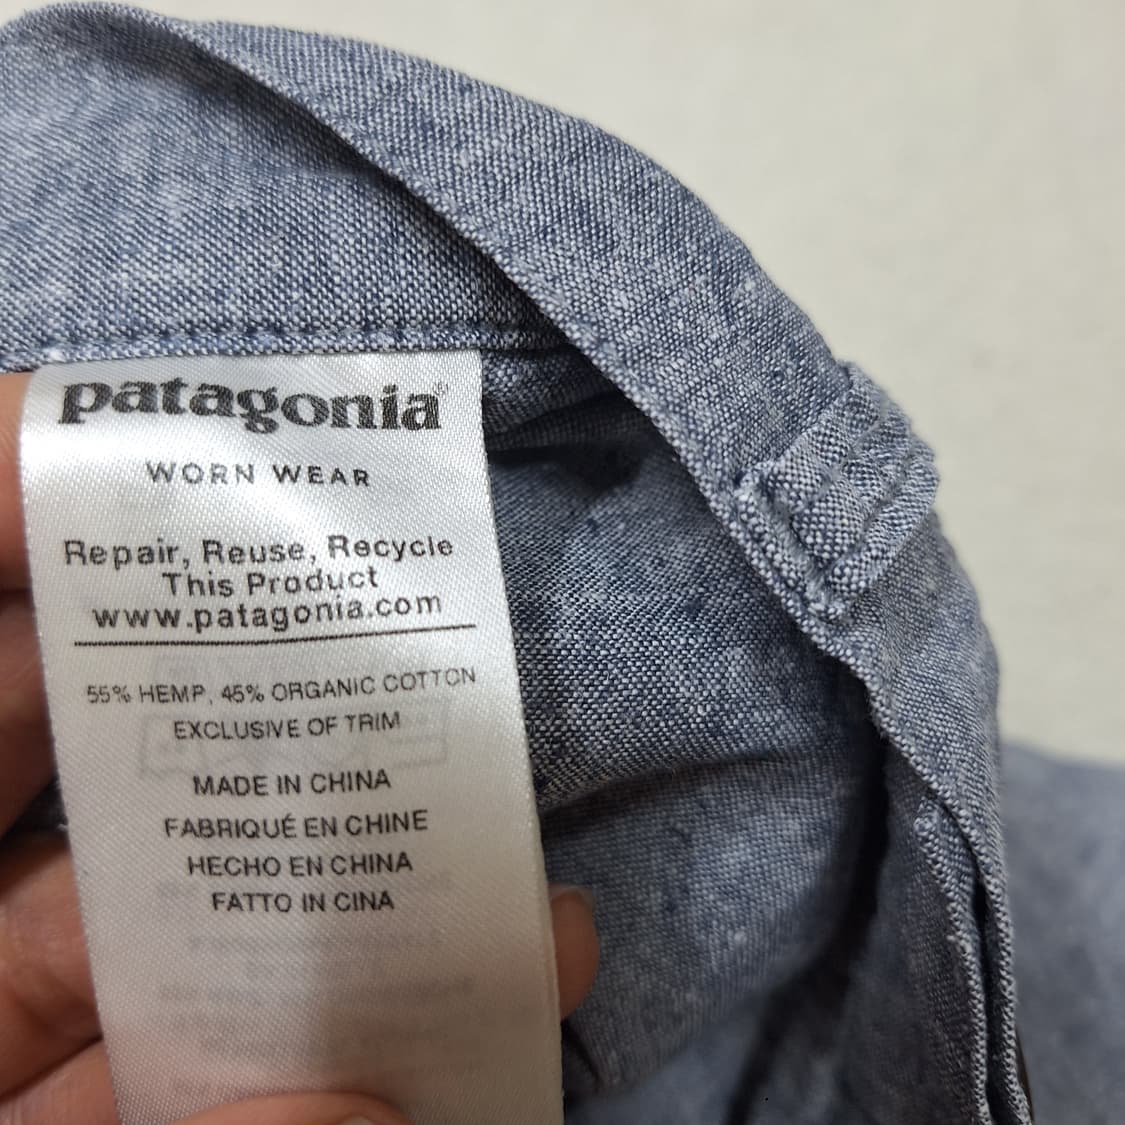 patagonia®
WORN WEAR
Repair, Reuse, Recycle
This Product
www.patagonia.com
55% HEMP, 45% ORGANIC COTTON
EXCLUSIVE OF TRIM
MADE IN CHINA
FABRIQUÉ EN CHINE
HECHO EN CHINA
FATTO IN CINA